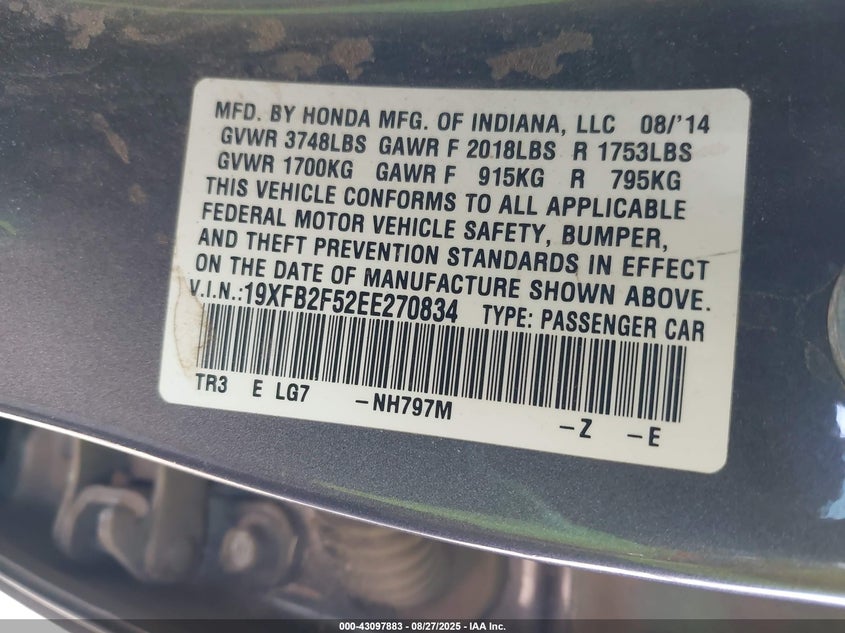 MFD. BY HONDA MFG. OF INDIANA, LLC 08/'14
GVWR 3748LBS GAWR F 2018LBS R 1753LBS
GVWR 1700KG GAWR F 915KG R 795KG
THIS VEHICLE CONFORMS TO ALL APPLICABLE
FEDERAL MOTOR VEHICLE SAFETY, BUMPER,
AND THEFT PREVENTION STANDARDS IN EFFECT
ON THE DATE OF MANUFACTURE SHOWN ABOVE.
V.I.N.:19XFB2F52EE270834 TYPE: PASSENGER CAR
TR3 E LG7 -NH797M -Z -E
000-43097883 - 08/27/2025 - IAA Inc.